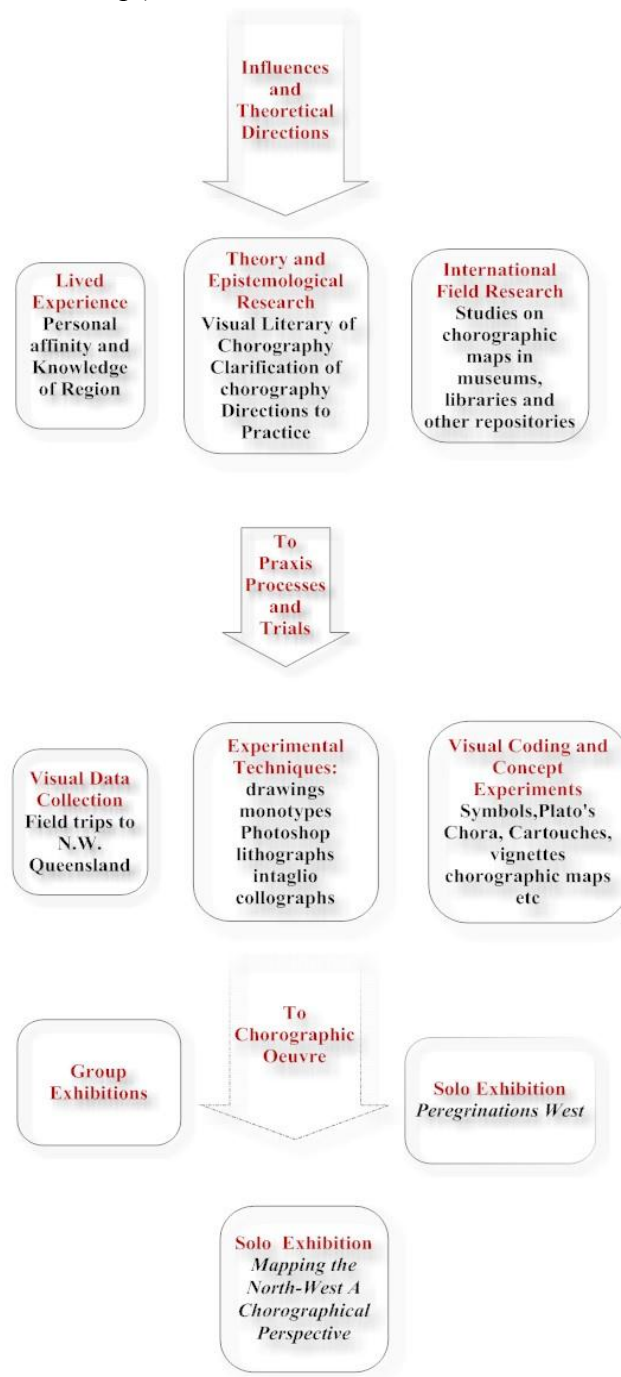 Influences
and
Theoretical
Directions
Lived
Experience
Personal
affinity and
Knowledge
of Region
Theory and
Epistemological
Research
Visual Literary of
Chorography
Clarification of
chorography
Directions to
Practice
International
Field Research
Studies on
chorographic
maps in
museums,
libraries and
other repositories
To
Praxis
Processes
and
Trials
Visual Data
Collection
Field trips to
N.W.
Queensland
Experimental
Techniques:
drawings
monotypes
Photoshop
lithographs
intaglio
collographs
Visual Coding and
Concept
Experiments
Symbols,Plato's
Chora, Cartouches,
vignettes
chorographic maps
etc
To
Chorographic
Oeuvre
Group
Exhibitions
Solo Exhibition
Peregrinations West
Solo Exhibition
Mapping the
North-West A
Chorographical
Perspective